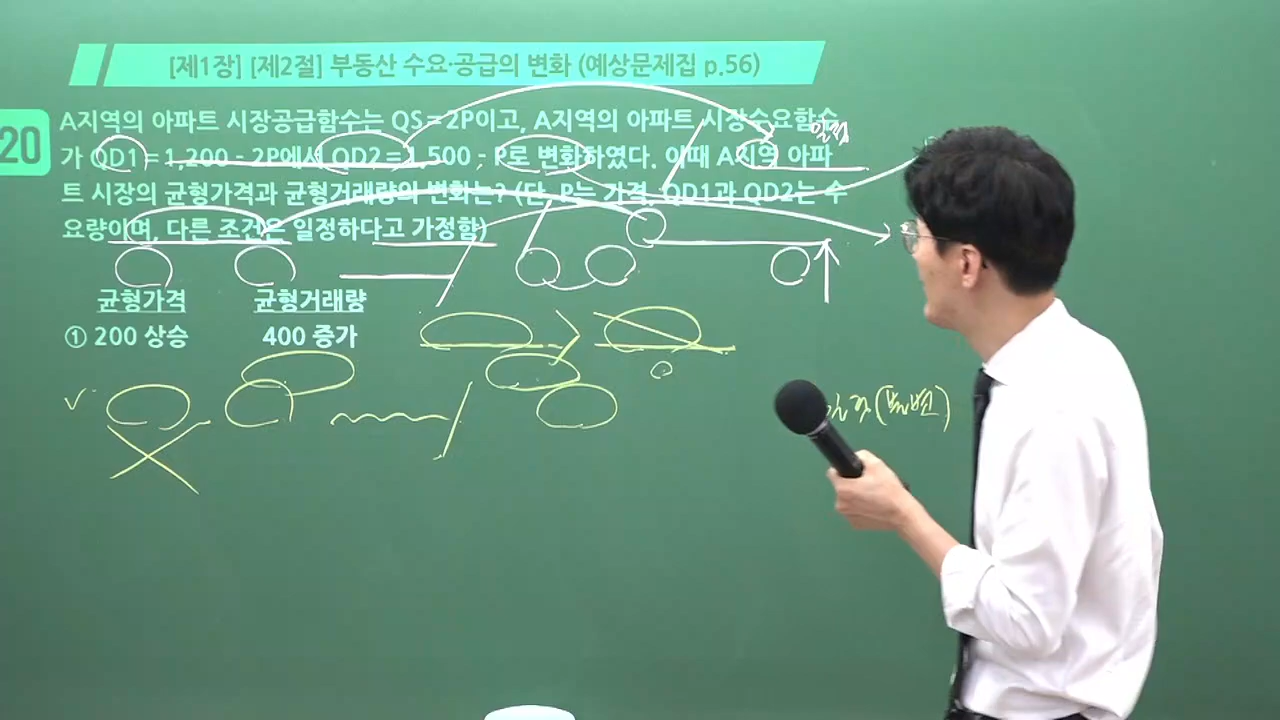 [제1장] [제2절] 부동산 수요·공급의 변화 (예상문제집 p.56)
20
A지역의 아파트 시장공급함수는 QS = 2P이고, A지역의 아파트 시장수요함수
가 QD1 = 1,200 - 2P에서 QD2 = 1,500 - P로 변화하였다. 이때 A지역 아파
트 시장의 균형가격과 균형거래량의 변화는? (단, P는 가격, QD1과 QD2는 수
요량이며, 다른 조건은 일정하다고 가정함)
균형가격 균형거래량
① 200 상승 400 증가